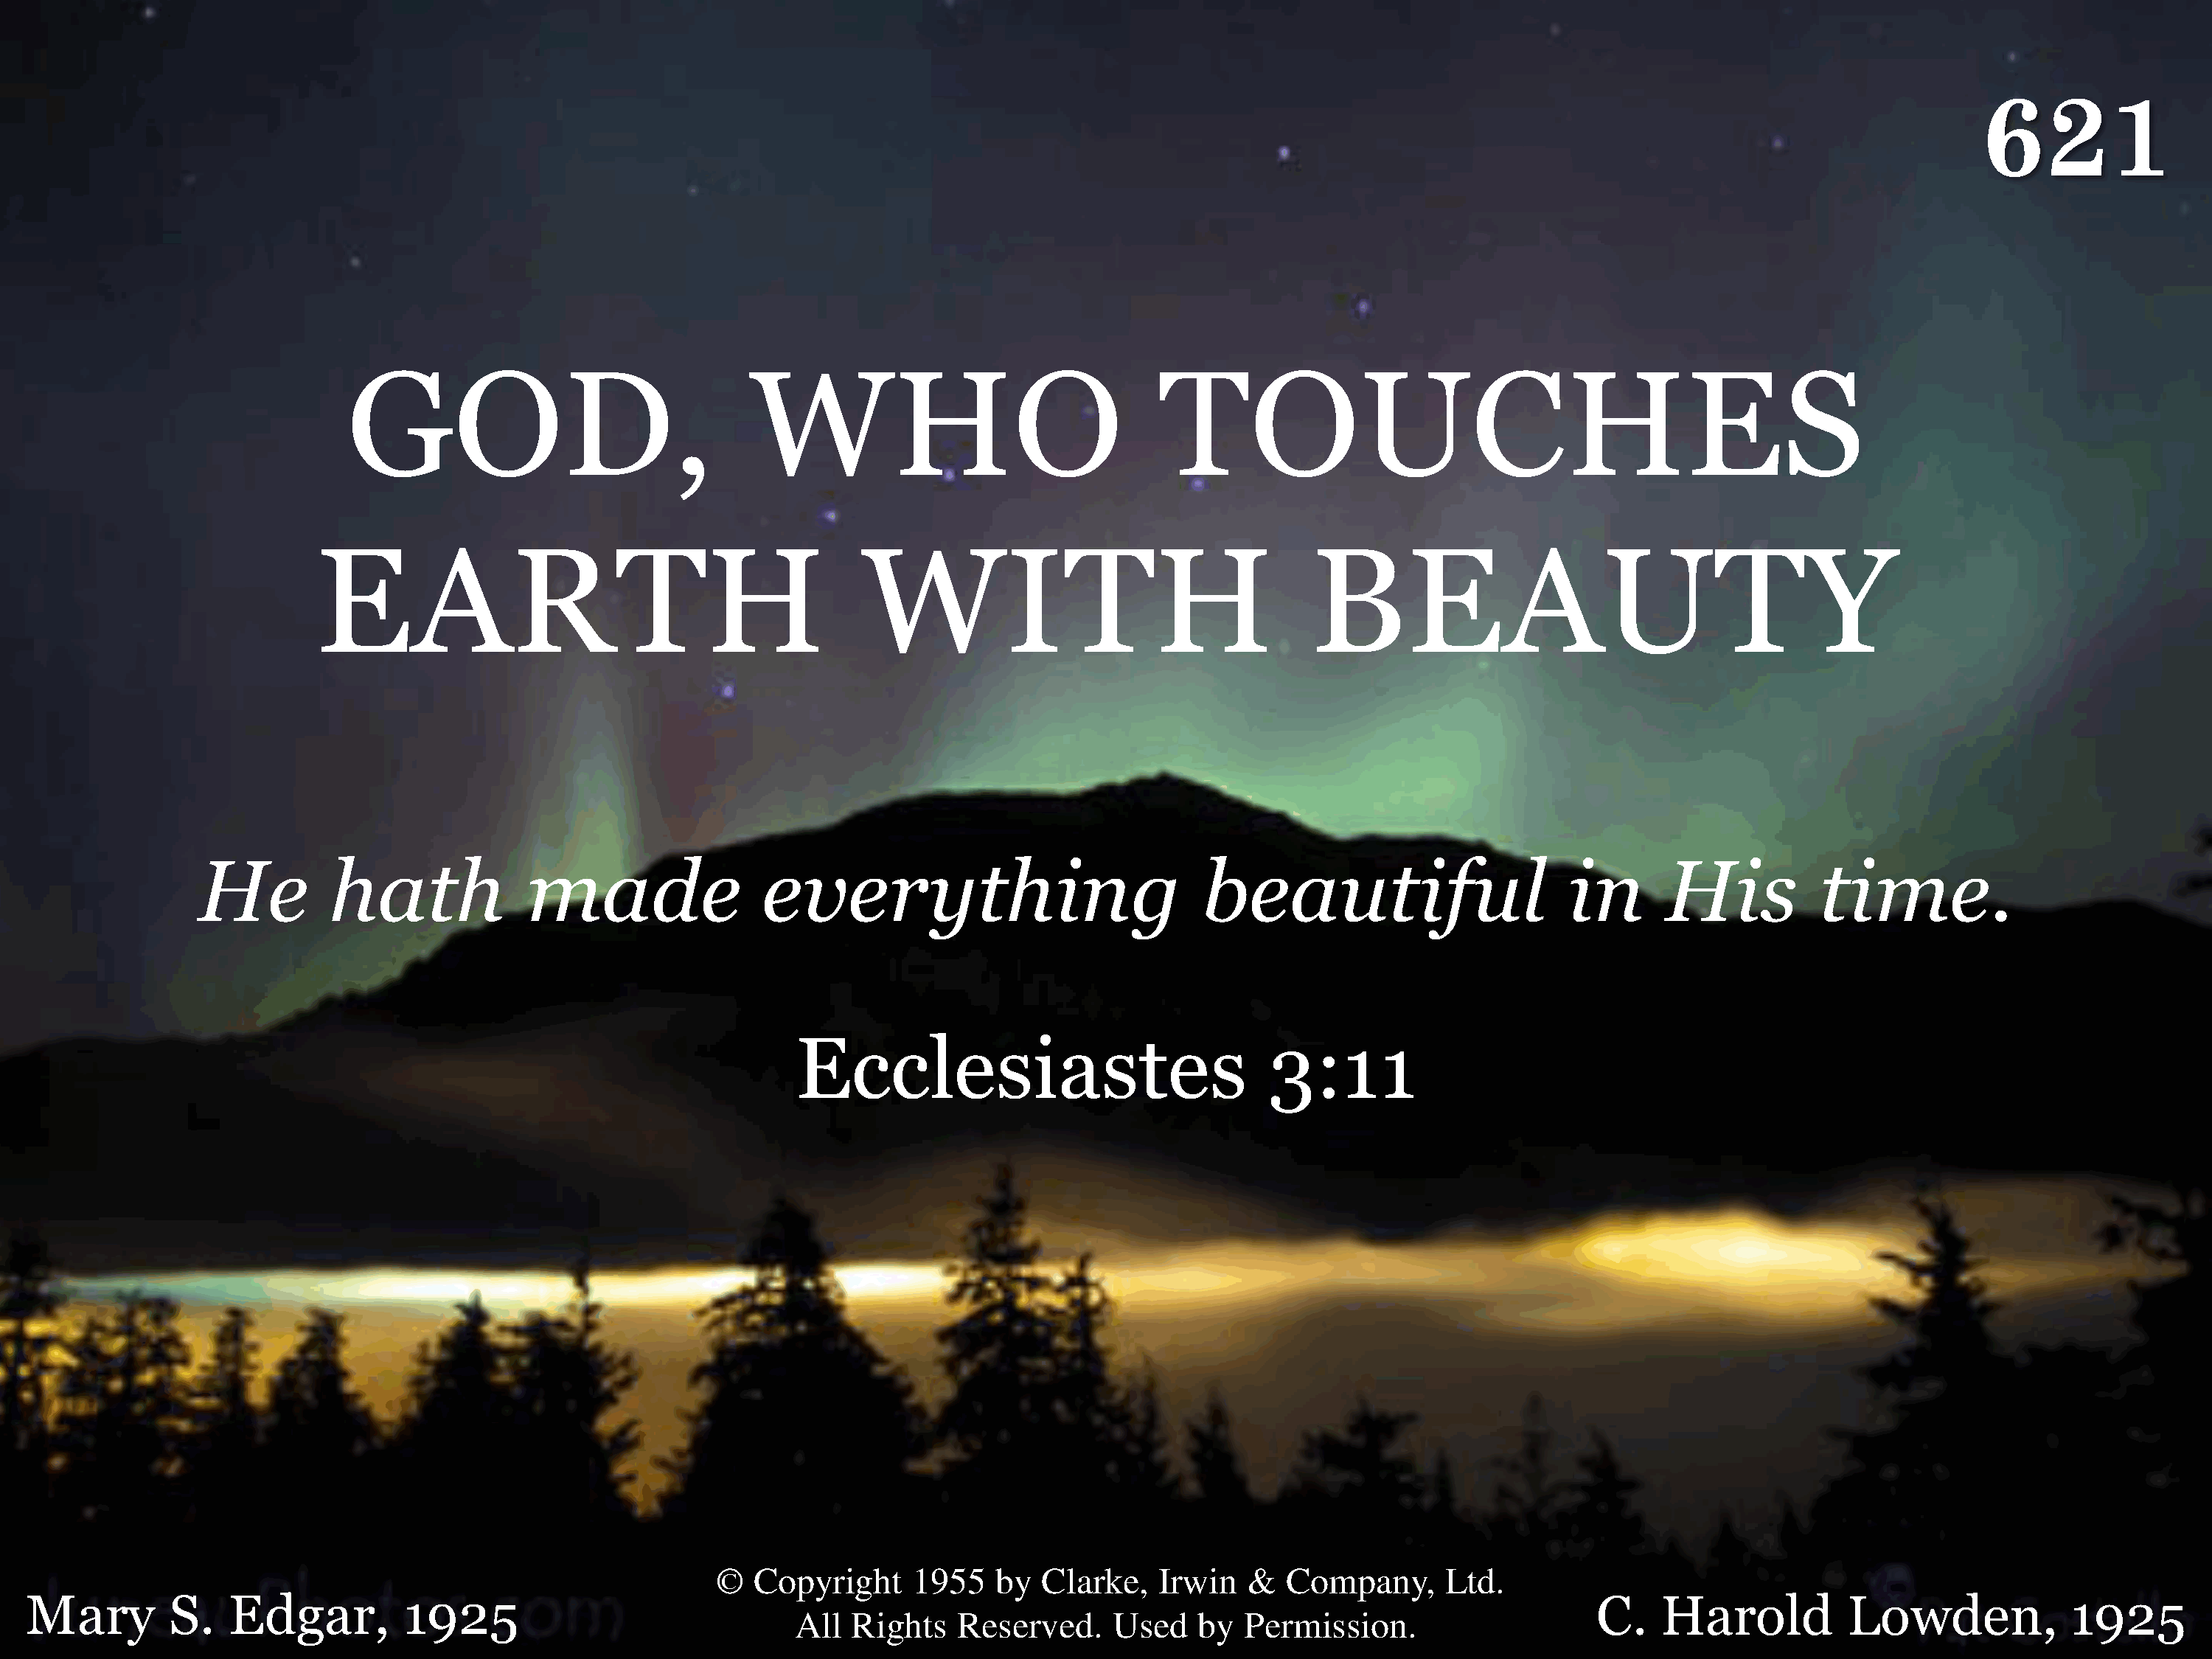 621
GOD, WHO TOUCHES
EARTH WITH BEAUTY
He hath made everything beautiful in His time.
Ecclesiastes 3:11
© Copyright 1955 by Clarke, Irwin & Company, Ltd.
All Rights Reserved. Used by Permission.
Mary S. Edgar, 1925
C. Harold Lowden, 1925